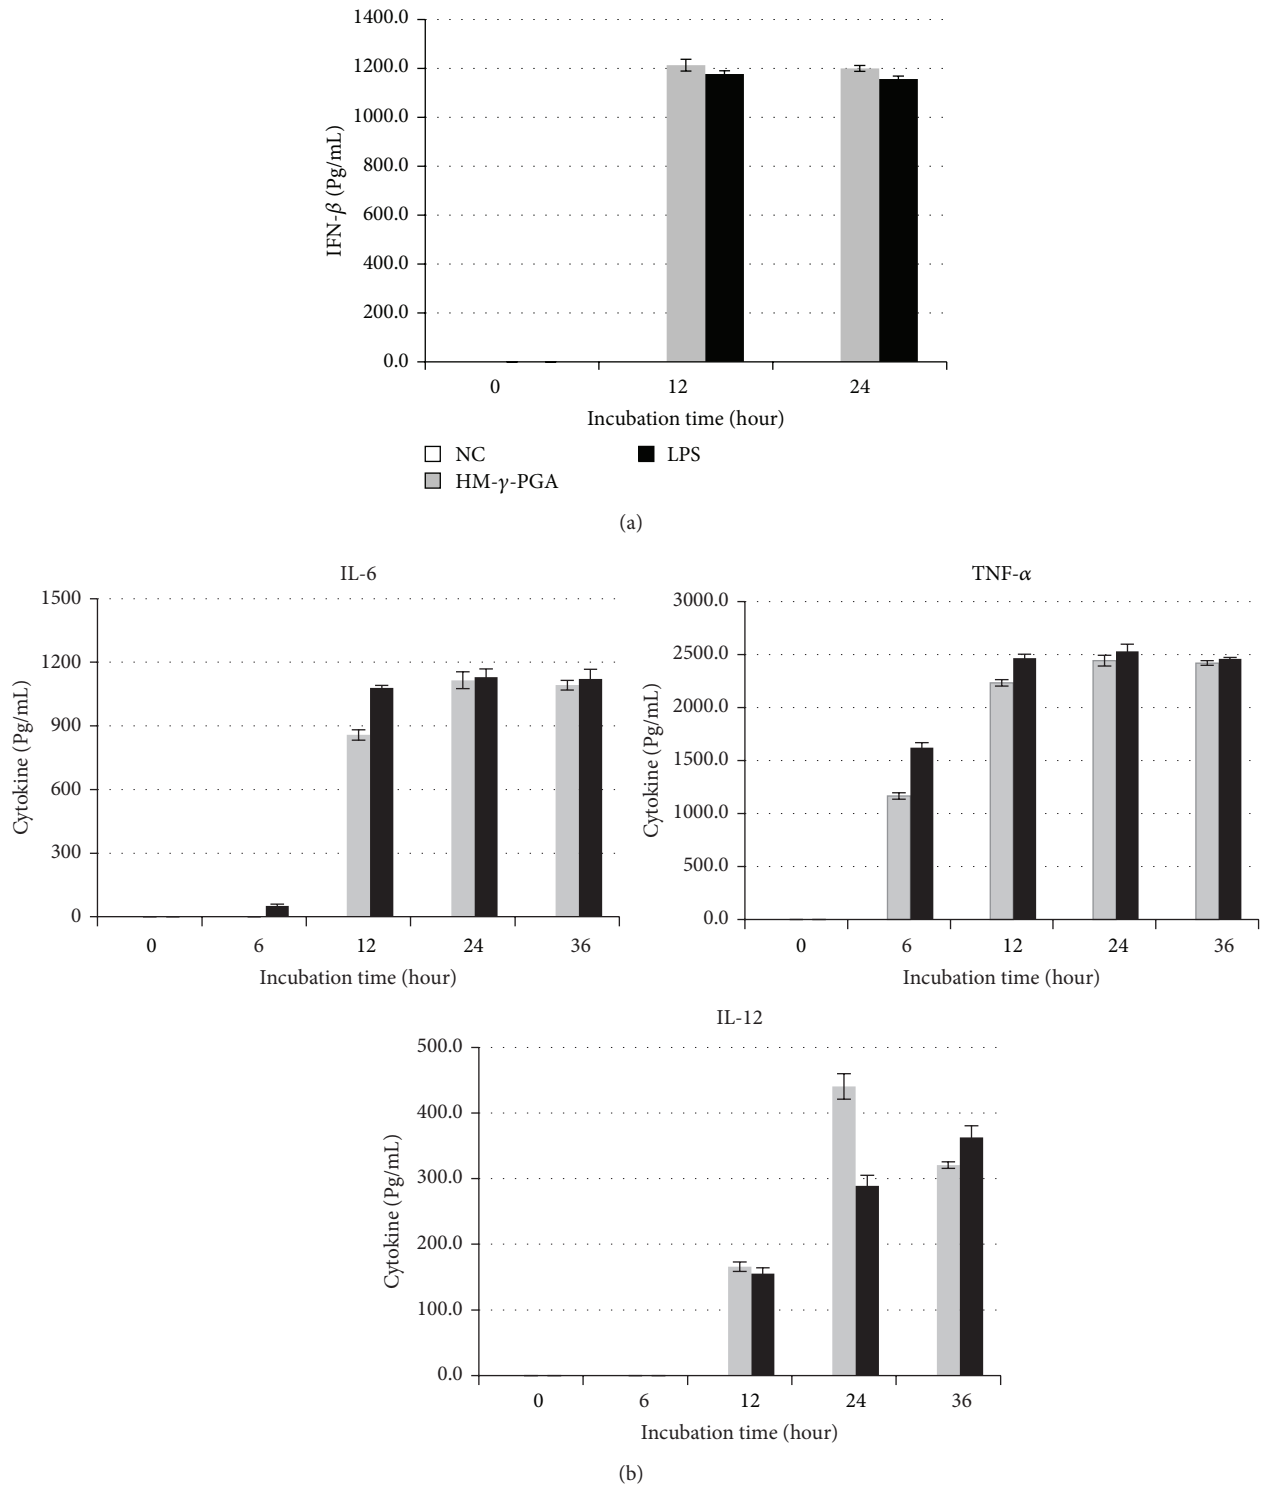 1400.0
1200.0
1000.0
800.0
600.0
400.0
200.0
0.0
IFN-β (Pg/mL)
0 12 24
Incubation time (hour)
NC LPS
HM-γ-PGA
(a)
IL-6
1500
1200
900
600
300
0
Cytokine (Pg/mL)
0 6 12 24 36
Incubation time (hour)
TNF-α
3000.0
2500.0
2000.0
1500.0
1000.0
500.0
0.0
Cytokine (Pg/mL)
0 6 12 24 36
Incubation time (hour)
IL-12
500.0
400.0
300.0
200.0
100.0
0.0
Cytokine (Pg/mL)
0 6 12 24 36
Incubation time (hour)
(b)